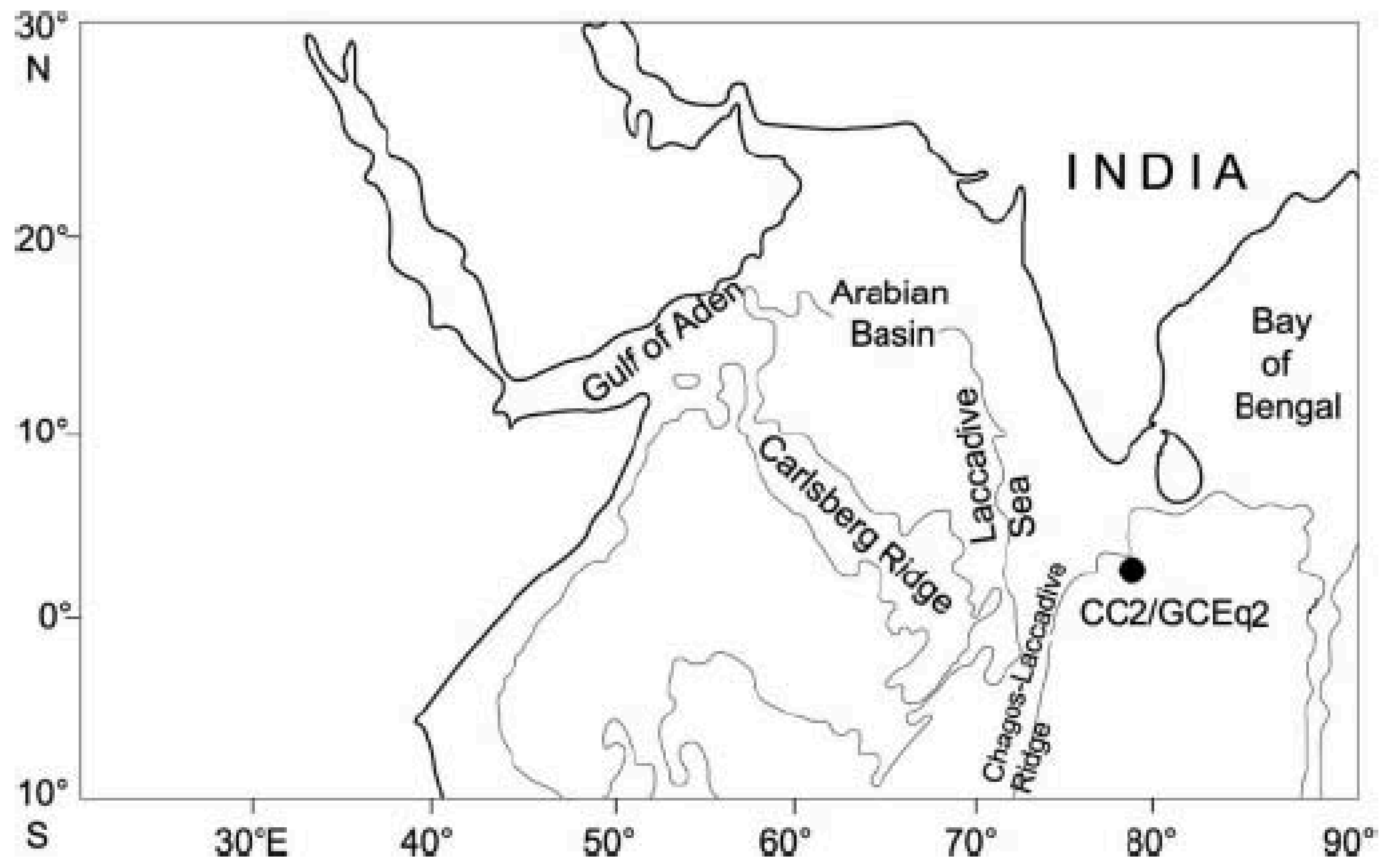 30°
N
INDIA
20°
Arabian
Basin
Gulf of Aden
Bay
of
Bengal
10°
Laccadive
Sea
Carlsberg Ridge
0°
CC2/GCEq2
Chagos-Laccadive
Ridge
10°
S
30°E
40°
50°
60°
70°
80°
90°